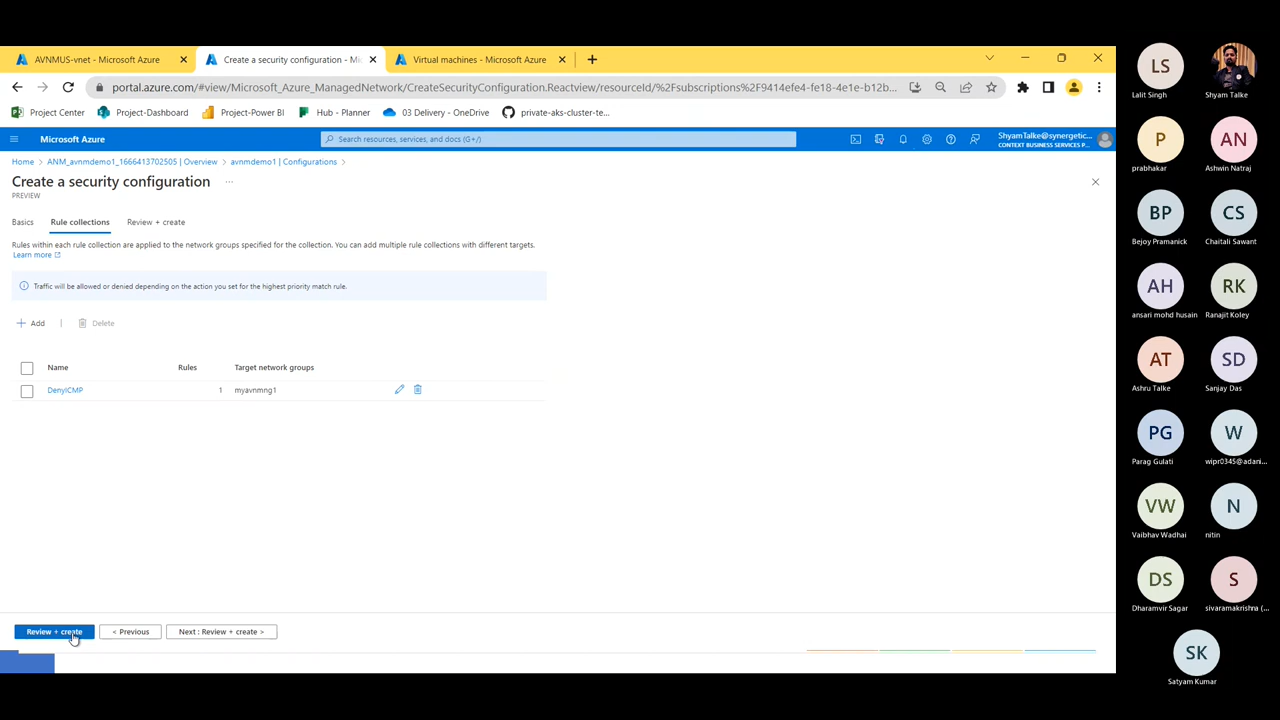 AVNMUS-vnet - Microsoft Azure
Create a security configuration - Mi
Virtual machines - Microsoft Azure
portal.azure.com/#view/Microsoft_Azure_ManagedNetwork/CreateSecurityConfiguration.Reactview/resourceId/%2Fsubscriptions%2F9414efe4-fe18-4e1e-b12b...
Project Center
Project-Dashboard
Project-Power BI
Hub - Planner
03 Delivery - OneDrive
private-aks-cluster-te...
Microsoft Azure
Search resources, services, and docs (G+/)
ShyamTalke@synergetic...
CONTEXT BUSINESS SERVICES P...
Home > ANM_avnmdemo1_1666413702505 | Overview > avnmdemo1 | Configurations >
Create a security configuration ...
PREVIEW
Basics
Rule collections
Review + create
Rules within each rule collection are applied to the network groups specified for the collection. You can add multiple rule collections with different targets.
Learn more
Traffic will be allowed or denied depending on the action you set for the highest priority match rule.
Add
Delete
Name
Rules
Target network groups
DenyICMP
1
myavnmng1
Review + create
< Previous
Next : Review + create >
LS
Lalit Singh
Shyam Talke
P
prabhakar
AN
Ashwin Natraj
BP
Bejoy Pramanick
CS
Chaitali Sawant
AH
ansari mohd husain
RK
Ranajit Koley
AT
Ashru Talke
SD
Sanjay Das
PG
Parag Gulati
W
wipr0345@adani...
VW
Vaibhav Wadhai
N
nitin
DS
Dharamvir Sagar
S
sivaramakrishna (...
SK
Satyam Kumar